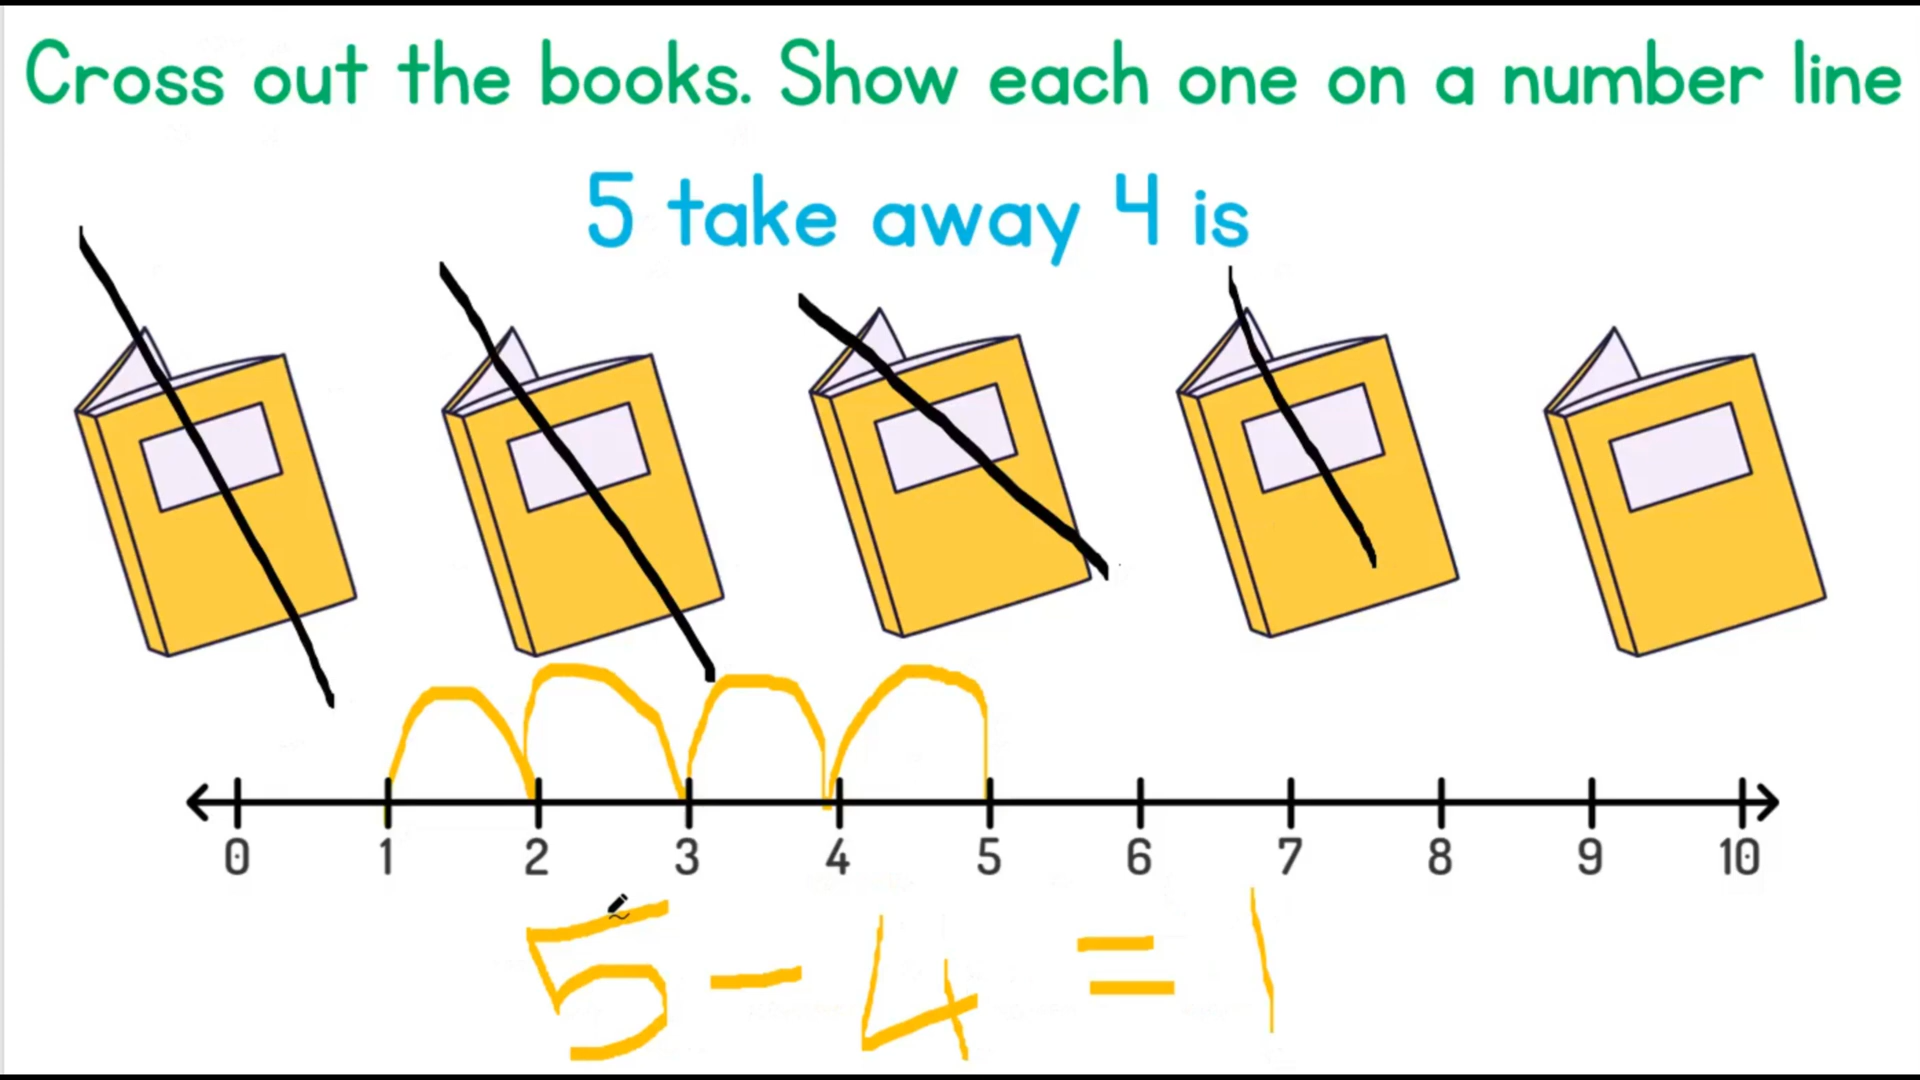 Cross out the books. Show each one on a number line
5 take away 4 is
0 1 2 3 4 5 6 7 8 9 10
5 - 4 = 1